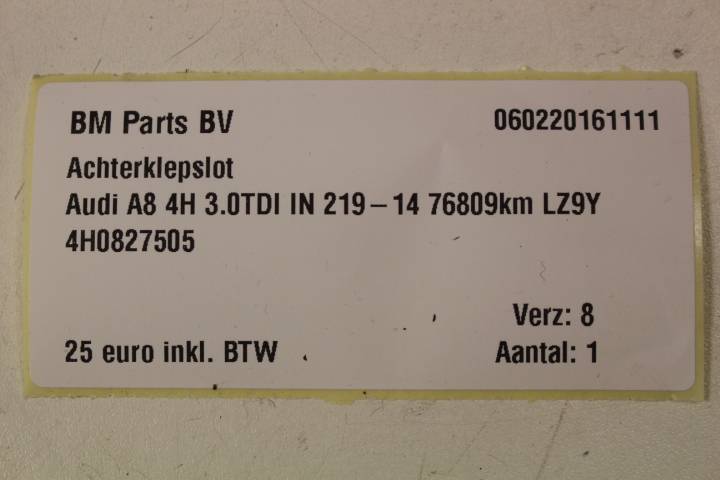 BM Parts BV 060220161111
Achterklepslot
Audi A8 4H 3.0TDI IN 219-14 76809km LZ9Y
4H0827505
Verz: 8
25 euro inkl. BTW Aantal: 1